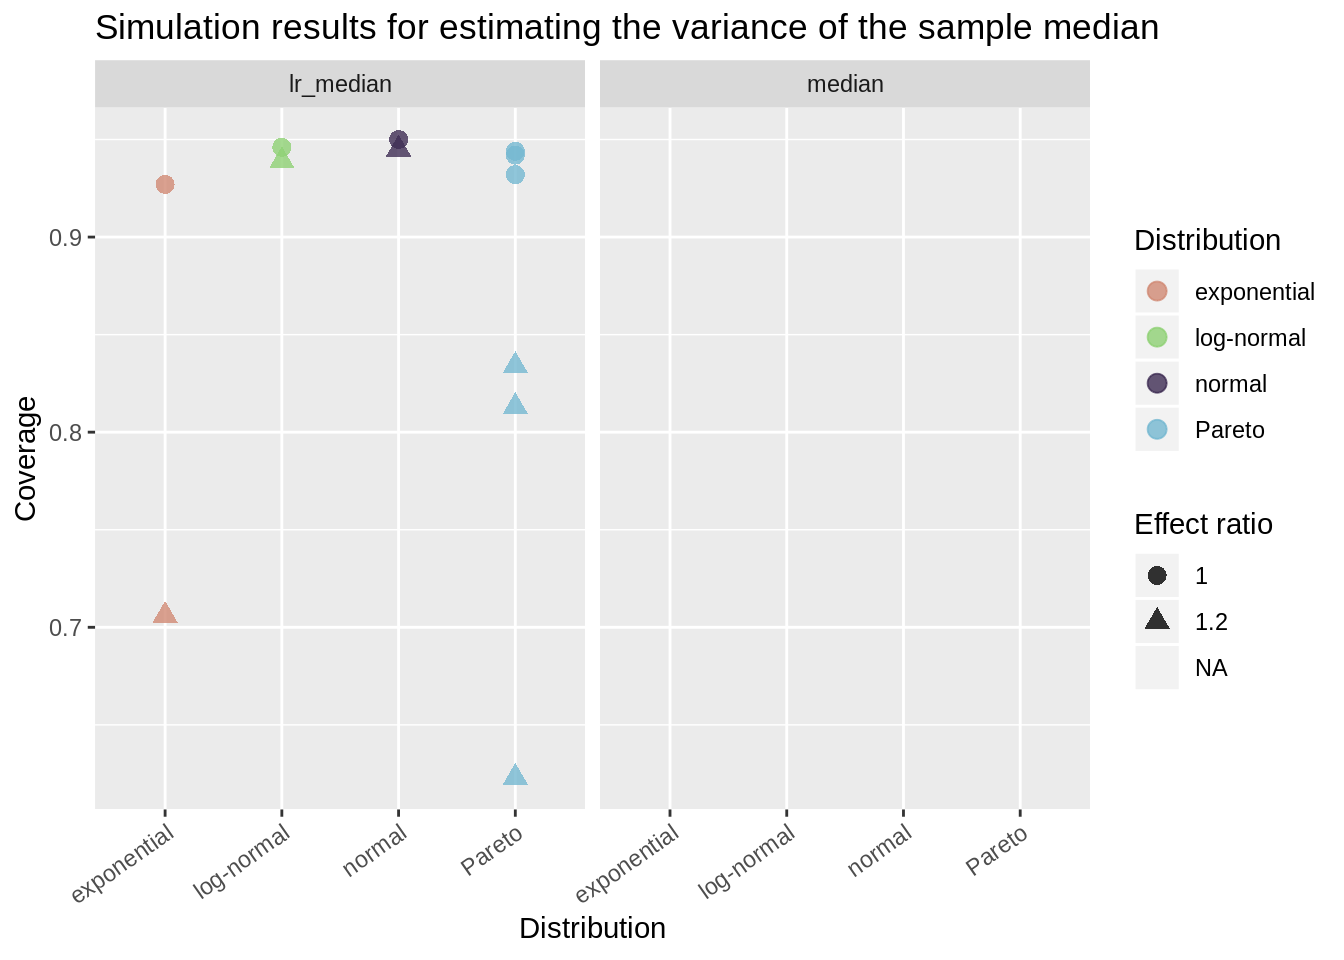 Simulation results for estimating the variance of the sample median
lr_median
median
0.9
0.8
0.7
Coverage
exponential
log-normal
normal
Pareto
exponential
log-normal
normal
Pareto
Distribution
Distribution
exponential
log-normal
normal
Pareto
Effect ratio
1
1.2
NA